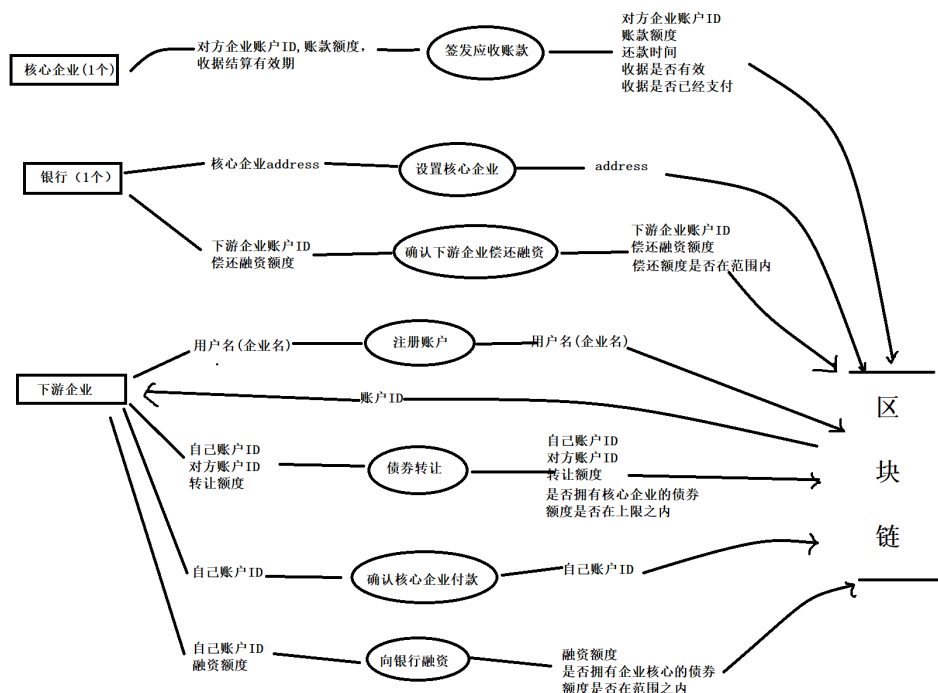 核心企业(1个)
对方企业账户ID,账款额度，
收据结算有效期
签发应收账款
对方企业账户ID
账款额度
还款时间
收据是否有效
收据是否已经支付
银行（1个）
核心企业address
设置核心企业
address
下游企业账户ID
偿还融资额度
确认下游企业偿还融资
下游企业账户ID
偿还融资额度
偿还额度是否在范围内
下游企业
用户名(企业名)
注册账户
用户名(企业名)
账户ID
自己账户ID
对方账户ID
转让额度
债券转让
自己账户ID
对方账户ID
转让额度
是否拥有核心企业的债券
额度是否在上限之内
自己账户ID
确认核心企业付款
自己账户ID
自己账户ID
融资额度
向银行融资
融资额度
是否拥有企业核心的债券
额度是否在范围之内
区
块
链